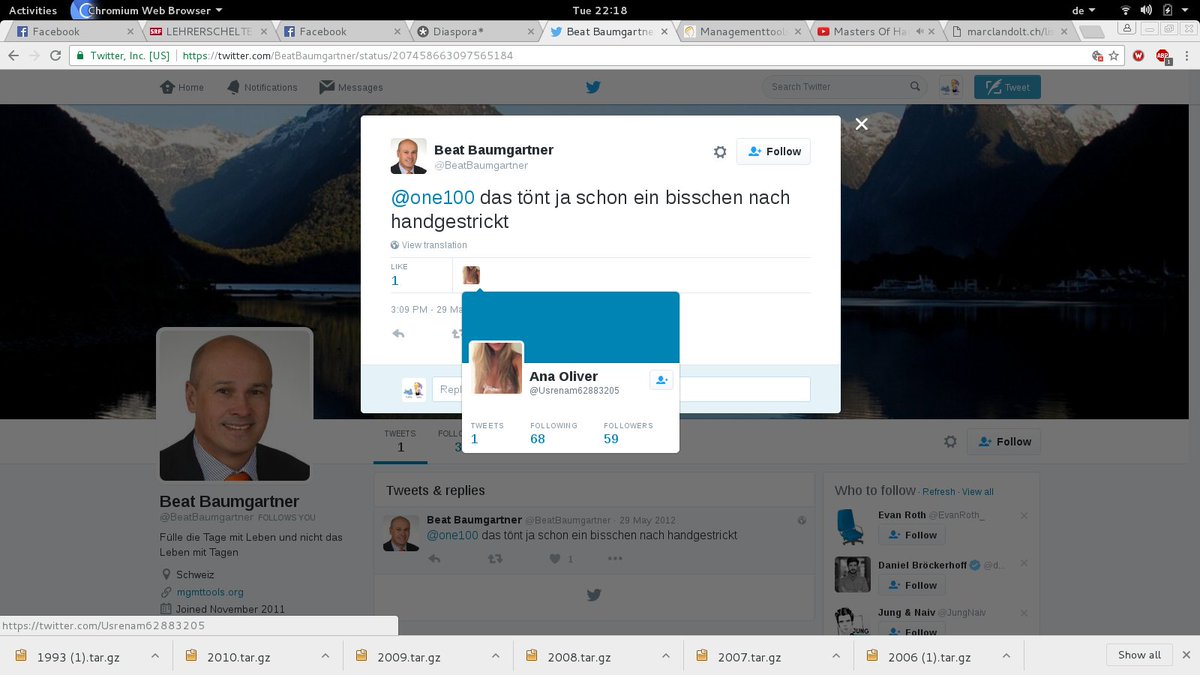 Activities
Chromium Web Browser
Tue 22:18
de
Facebook
LEHRERSCHELTE
Facebook
Diaspora*
Beat Baumgartne
Managementtool
Masters Of Ha
marclandolt.ch/
Twitter, Inc. [US]
https://twitter.com/BeatBaumgartner/status/207458663097565184
Home
Notifications
Messages
Search Twitter
Tweet
Beat Baumgartner
@BeatBaumgartner
Follow
@one100 das tönt ja schon ein bisschen nach
handgestrickt
View translation
LIKE
1
3:09 PM - 29 Ma
Repl
Ana Oliver
@Usrenam62883205
TWEETS FOLLOWING FOLLOWERS
1 68 59
TWEETS
1
FOLLO
3
Follow
Beat Baumgartner
@BeatBaumgartner FOLLOWS YOU
Fülle die Tage mit Leben und nicht das
Leben mit Tagen
Schweiz
mgmttools.org
Joined November 2011
Tweets & replies
Beat Baumgartner @BeatBaumgartner · 29 May 2012
@one100 das tönt ja schon ein bisschen nach handgestrickt
1
Who to follow · Refresh · View all
Evan Roth @EvanRoth_
Follow
Daniel Bröckerhoff @d...
Follow
Jung & Naiv @JungNaiv
Follow
JUNG
https://twitter.com/Usrenam62883205
1993 (1).tar.gz
2010.tar.gz
2009.tar.gz
2008.tar.gz
2007.tar.gz
2006 (1).tar.gz
Show all